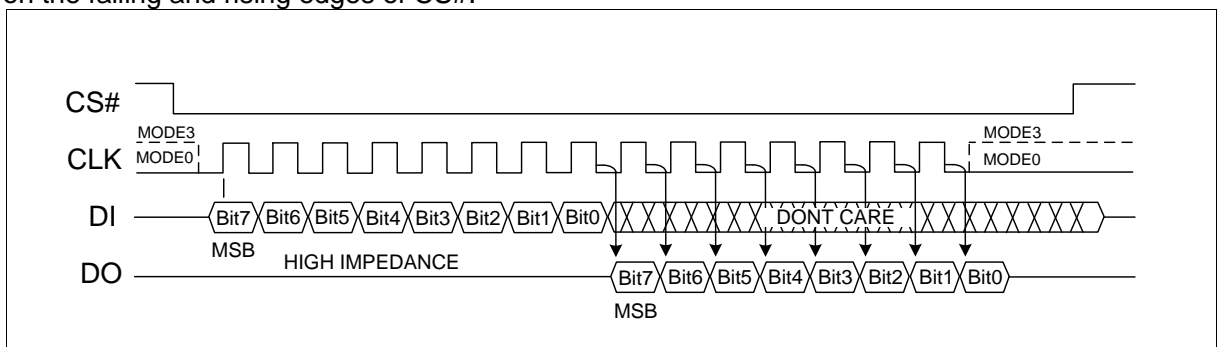 on the falling and rising edges of CS#.
CS#
MODE3 MODE3
CLK MODE0 MODE0
DI Bit7 Bit6 Bit5 Bit4 Bit3 Bit2 Bit1 Bit0 DONT CARE
MSB
HIGH IMPEDANCE
DO Bit7 Bit6 Bit5 Bit4 Bit3 Bit2 Bit1 Bit0
MSB